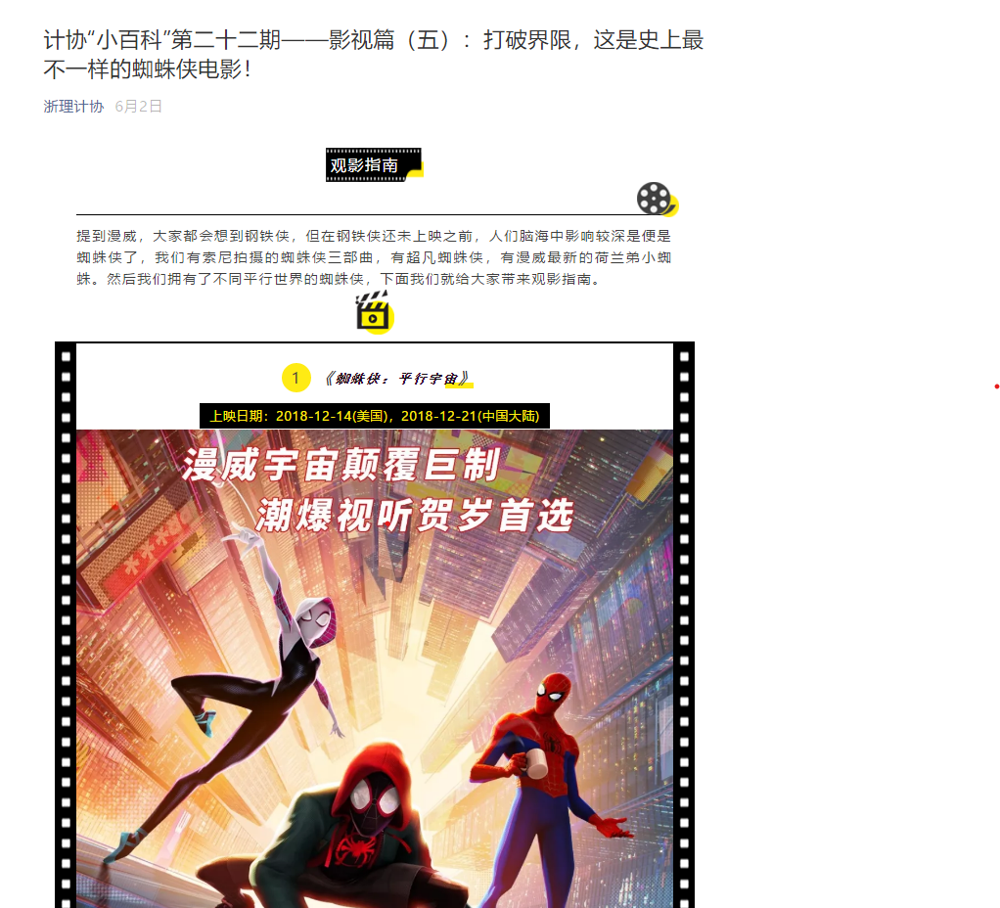 计协“小百科”第二十二期——影视篇（五）：打破界限，这是史上最
不一样的蜘蛛侠电影！
浙理计协 6月2日
观影指南
提到漫威，大家都会想到钢铁侠，但在钢铁侠还未上映之前，人们脑海中影响较深是便是
蜘蛛侠了，我们有索尼拍摄的蜘蛛侠三部曲，有超凡蜘蛛侠，有漫威最新的荷兰弟小蜘
蛛。然后我们拥有了不同平行世界的蜘蛛侠，下面我们就给大家带来观影指南。
1 《蜘蛛侠：平行宇宙》
上映日期：2018-12-14(美国)，2018-12-21(中国大陆)
漫威宇宙颠覆巨制
潮爆视听贺岁首选